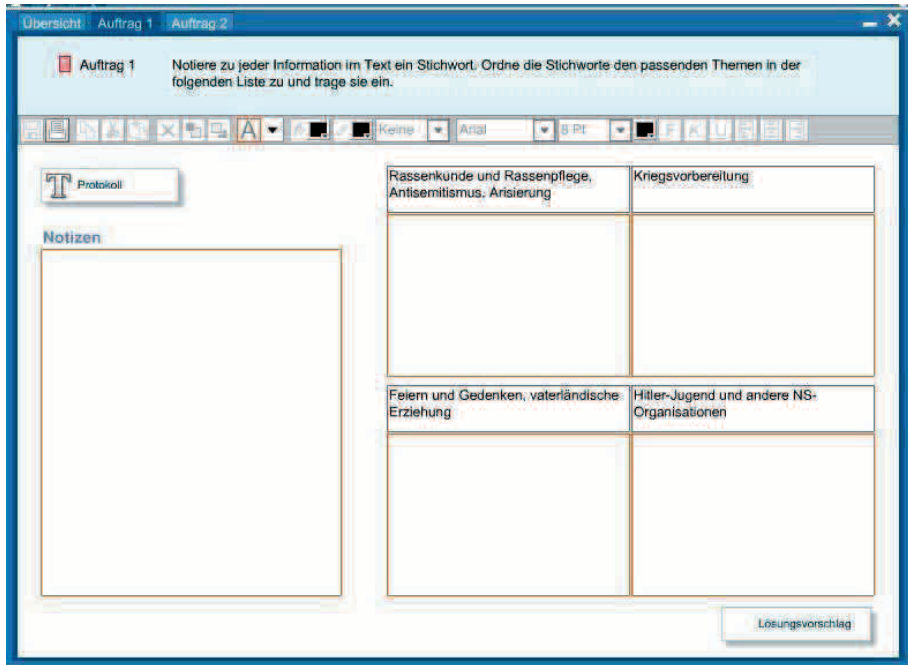 Übersicht Auftrag 1 Auftrag 2
Auftrag 1
Notiere zu jeder Information im Text ein Stichwort. Ordne die Stichworte den passenden Themen in der
folgenden Liste zu und trage sie ein.
A Keine Arial 8 Pt F K U
T Protokoll
Notizen
Rassenkunde und Rassenpflege,
Antisemitismus, Arisierung
Kriegsvorbereitung
Feiern und Gedenken, vaterländische
Erziehung
Hitler-Jugend und andere NS-
Organisationen
Lösungsvorschlag